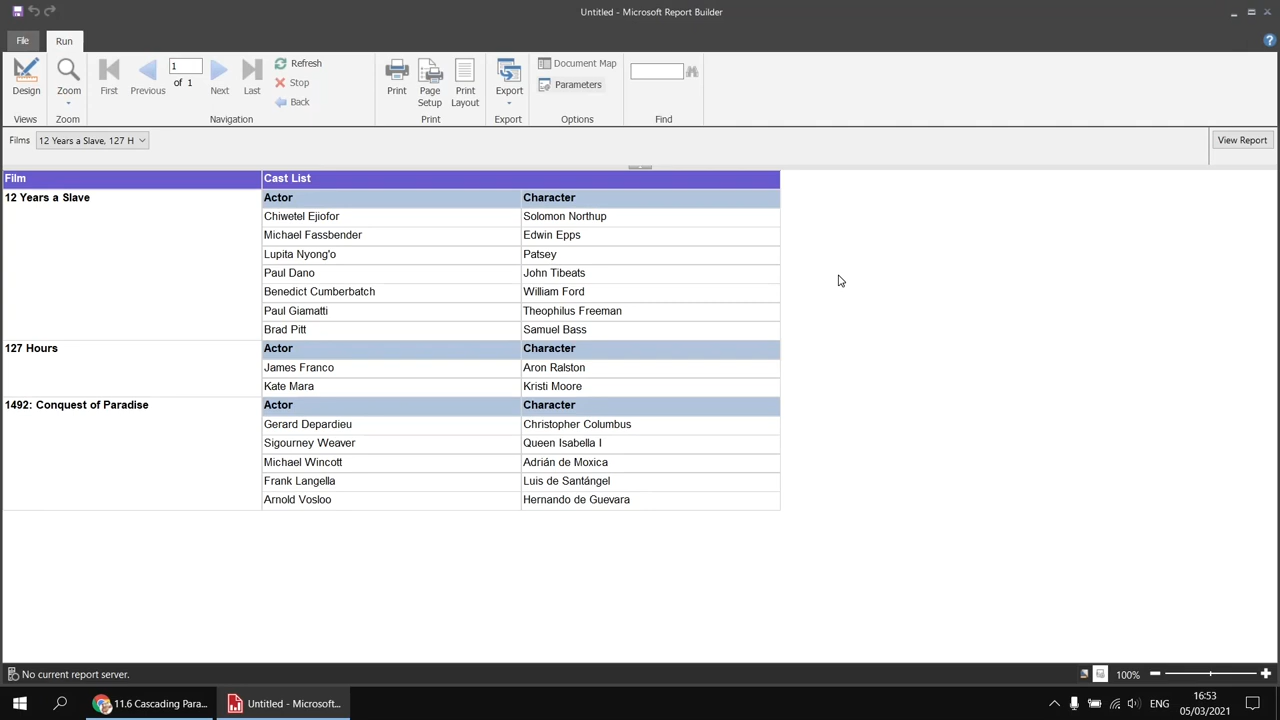 Untitled - Microsoft Report Builder
File Run
Design Zoom First Previous 1 of 1 Next Last Refresh Stop Back Print Page Setup Print Layout Export Document Map Parameters
Views Zoom Navigation Print Export Options Find
Films 12 Years a Slave, 127 H View Report
Film Cast List
12 Years a Slave Actor Character
Chiwetel Ejiofor Solomon Northup
Michael Fassbender Edwin Epps
Lupita Nyong'o Patsey
Paul Dano John Tibeats
Benedict Cumberbatch William Ford
Paul Giamatti Theophilus Freeman
Brad Pitt Samuel Bass
127 Hours Actor Character
James Franco Aron Ralston
Kate Mara Kristi Moore
1492: Conquest of Paradise Actor Character
Gerard Depardieu Christopher Columbus
Sigourney Weaver Queen Isabella I
Michael Wincott Adrián de Moxica
Frank Langella Luis de Santángel
Arnold Vosloo Hernando de Guevara
No current report server. 100%
11.6 Cascading Para... Untitled - Microsoft... ENG 16:53
05/03/2021